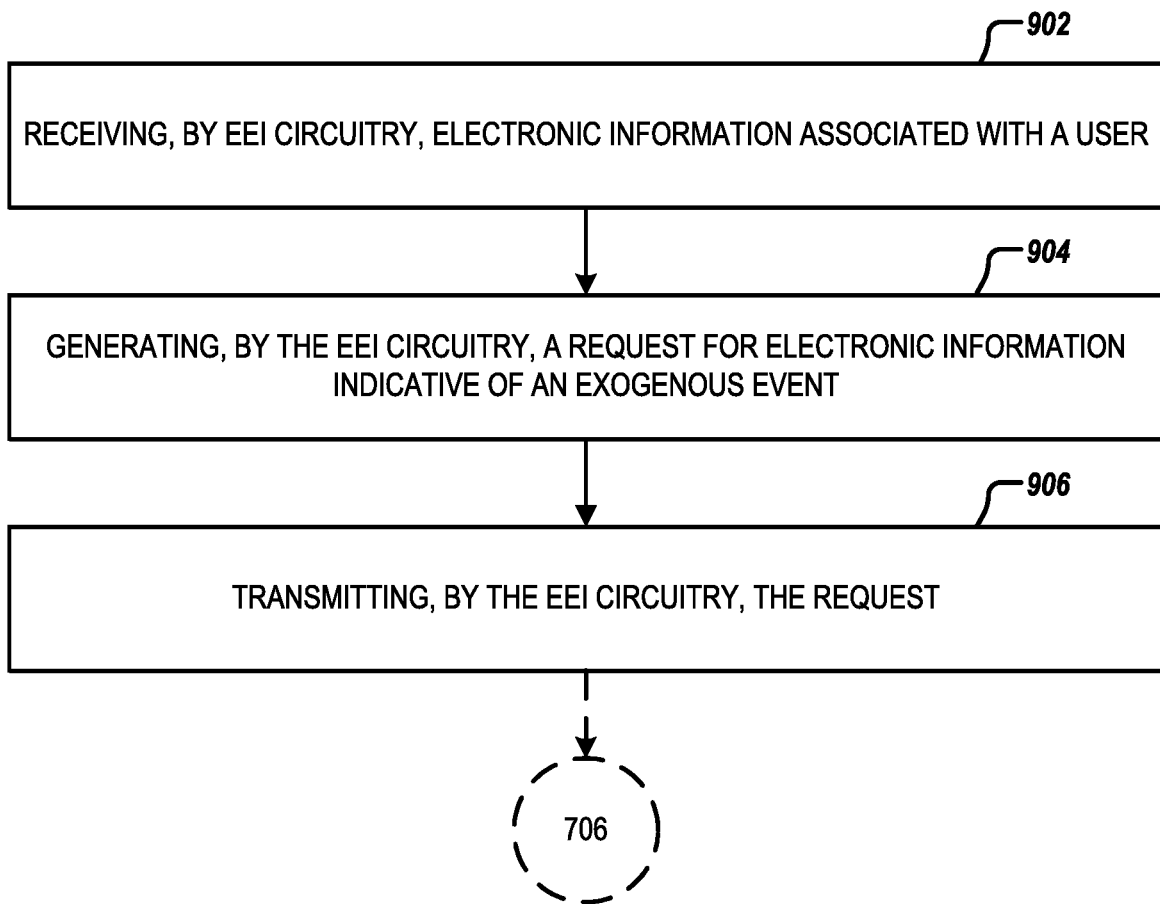 902
RECEIVING, BY EEI CIRCUITRY, ELECTRONIC INFORMATION ASSOCIATED WITH A USER
904
GENERATING, BY THE EEI CIRCUITRY, A REQUEST FOR ELECTRONIC INFORMATION
INDICATIVE OF AN EXOGENOUS EVENT
906
TRANSMITTING, BY THE EEI CIRCUITRY, THE REQUEST
706